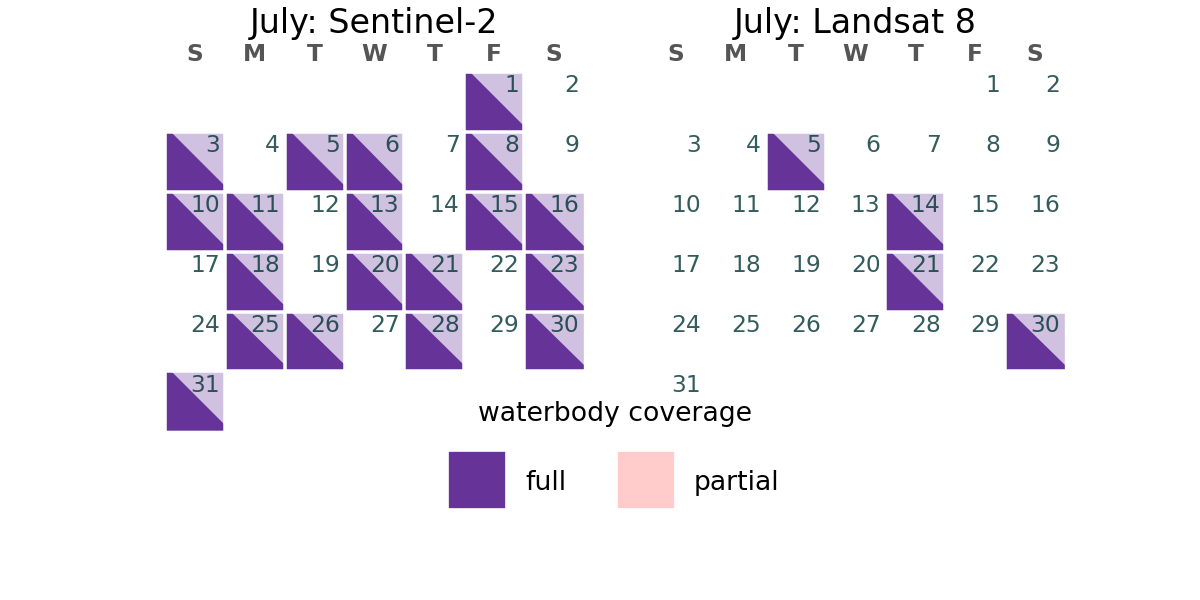 July: Sentinel-2
S M T W T F S
1 2
3 4 5 6 7 8 9
10 11 12 13 14 15 16
17 18 19 20 21 22 23
24 25 26 27 28 29 30
31
July: Landsat 8
S M T W T F S
1 2
3 4 5 6 7 8 9
10 11 12 13 14 15 16
17 18 19 20 21 22 23
24 25 26 27 28 29 30
31
waterbody coverage
full
partial